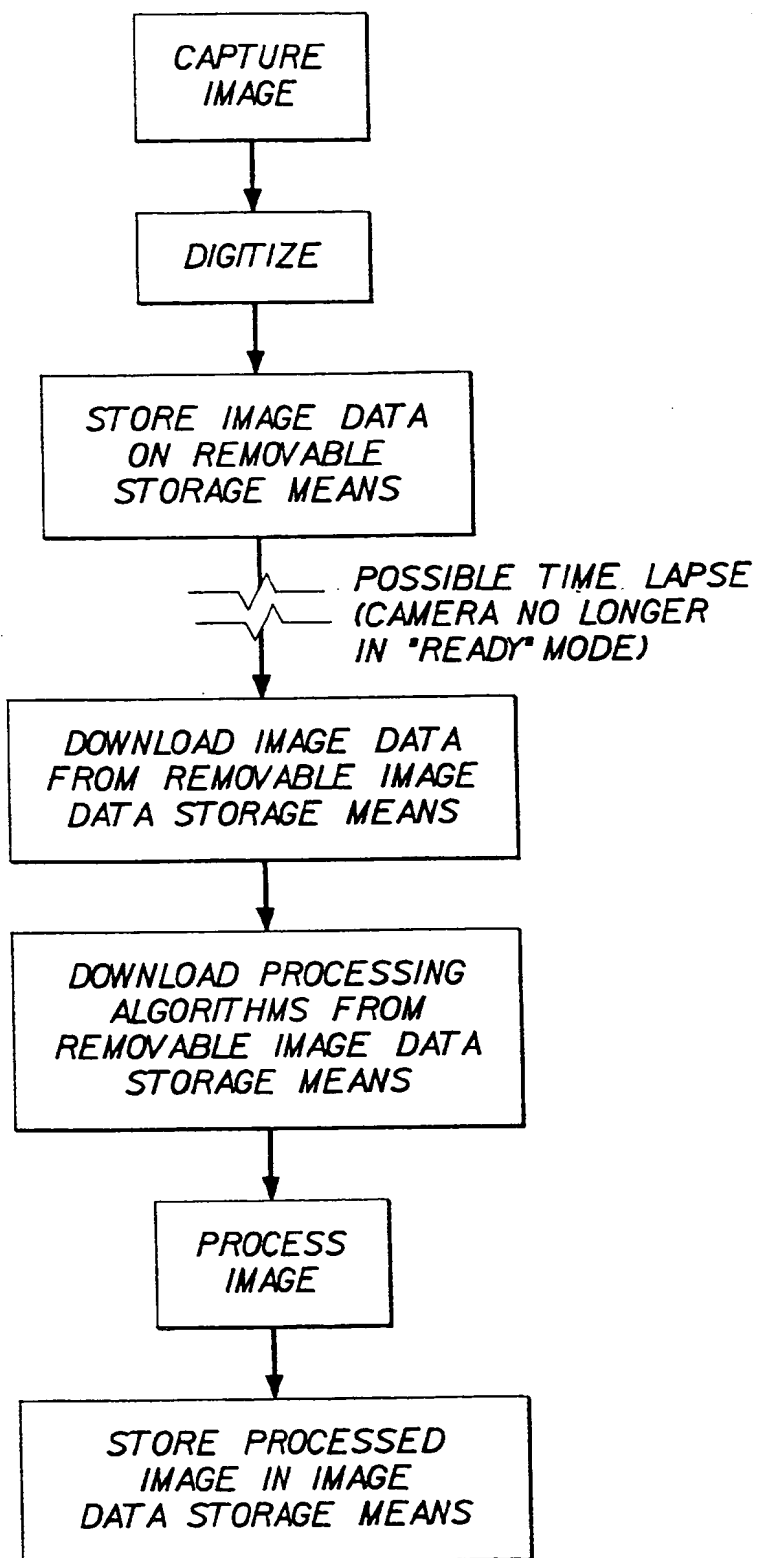 CAPTURE
IMAGE
DIGITIZE
STORE IMAGE DATA
ON REMOVABLE
STORAGE MEANS
POSSIBLE TIME LAPSE
(CAMERA NO LONGER
IN "READY" MODE)
DOWNLOAD IMAGE DATA
FROM REMOVABLE IMAGE
DATA STORAGE MEANS
DOWNLOAD PROCESSING
ALGORITHMS FROM
REMOVABLE IMAGE DATA
STORAGE MEANS
PROCESS
IMAGE
STORE PROCESSED
IMAGE IN IMAGE
DATA STORAGE MEANS